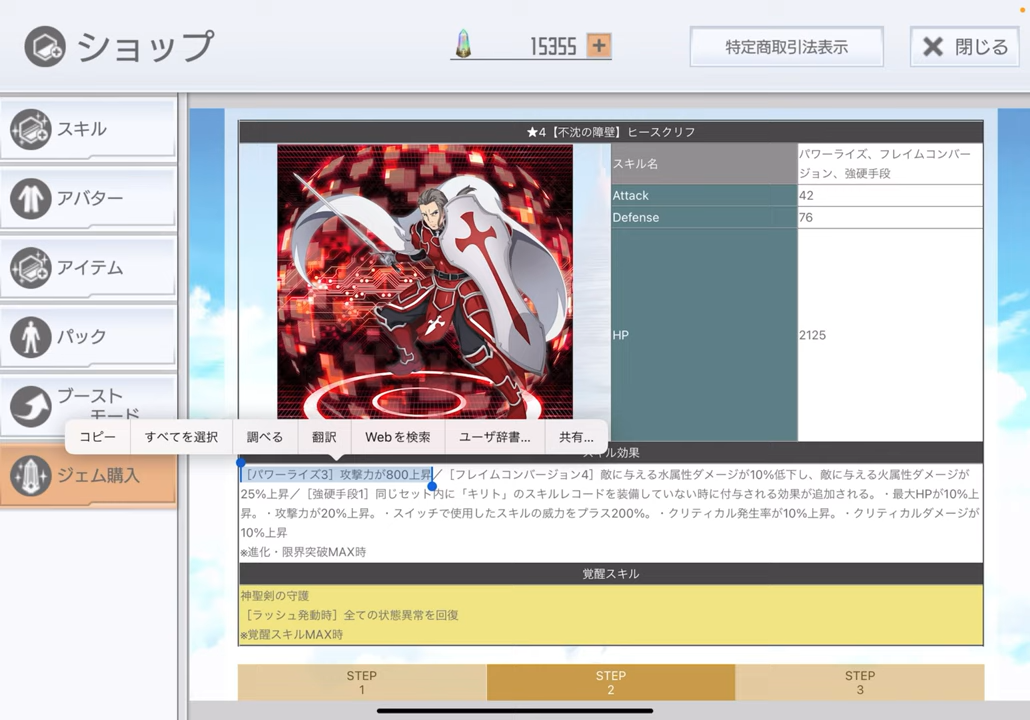 ショップ
15355
特定商取引法表示
閉じる
スキル
アバター
アイテム
パック
ブースト
モード
ジェム購入
★4【不沈の障壁】ヒースクリフ
スキル名
パワーライズ、フレイムコンバー
ジョン、強硬手段
Attack
42
Defense
76
HP
2125
コピー
すべてを選択
調べる
翻訳
Webを検索
ユーザ辞書...
共有...
スキル効果
［パワーライズ3］攻撃力が800上昇／［フレイムコンバージョン4］敵に与える水属性ダメージが10%低下し、敵に与える火属性ダメージが
25%上昇／［強硬手段1］同じセット内に「キリト」のスキルレコードを装備していない時に付与される効果が追加される。・最大HPが10%上
昇。・攻撃力が20%上昇。・スイッチで使用したスキルの威力をプラス200%。・クリティカル発生率が10%上昇。・クリティカルダメージが
10%上昇
※進化・限界突破MAX時
覚醒スキル
神聖剣の守護
［ラッシュ発動時］全ての状態異常を回復
※覚醒スキルMAX時
STEP
1
STEP
2
STEP
3